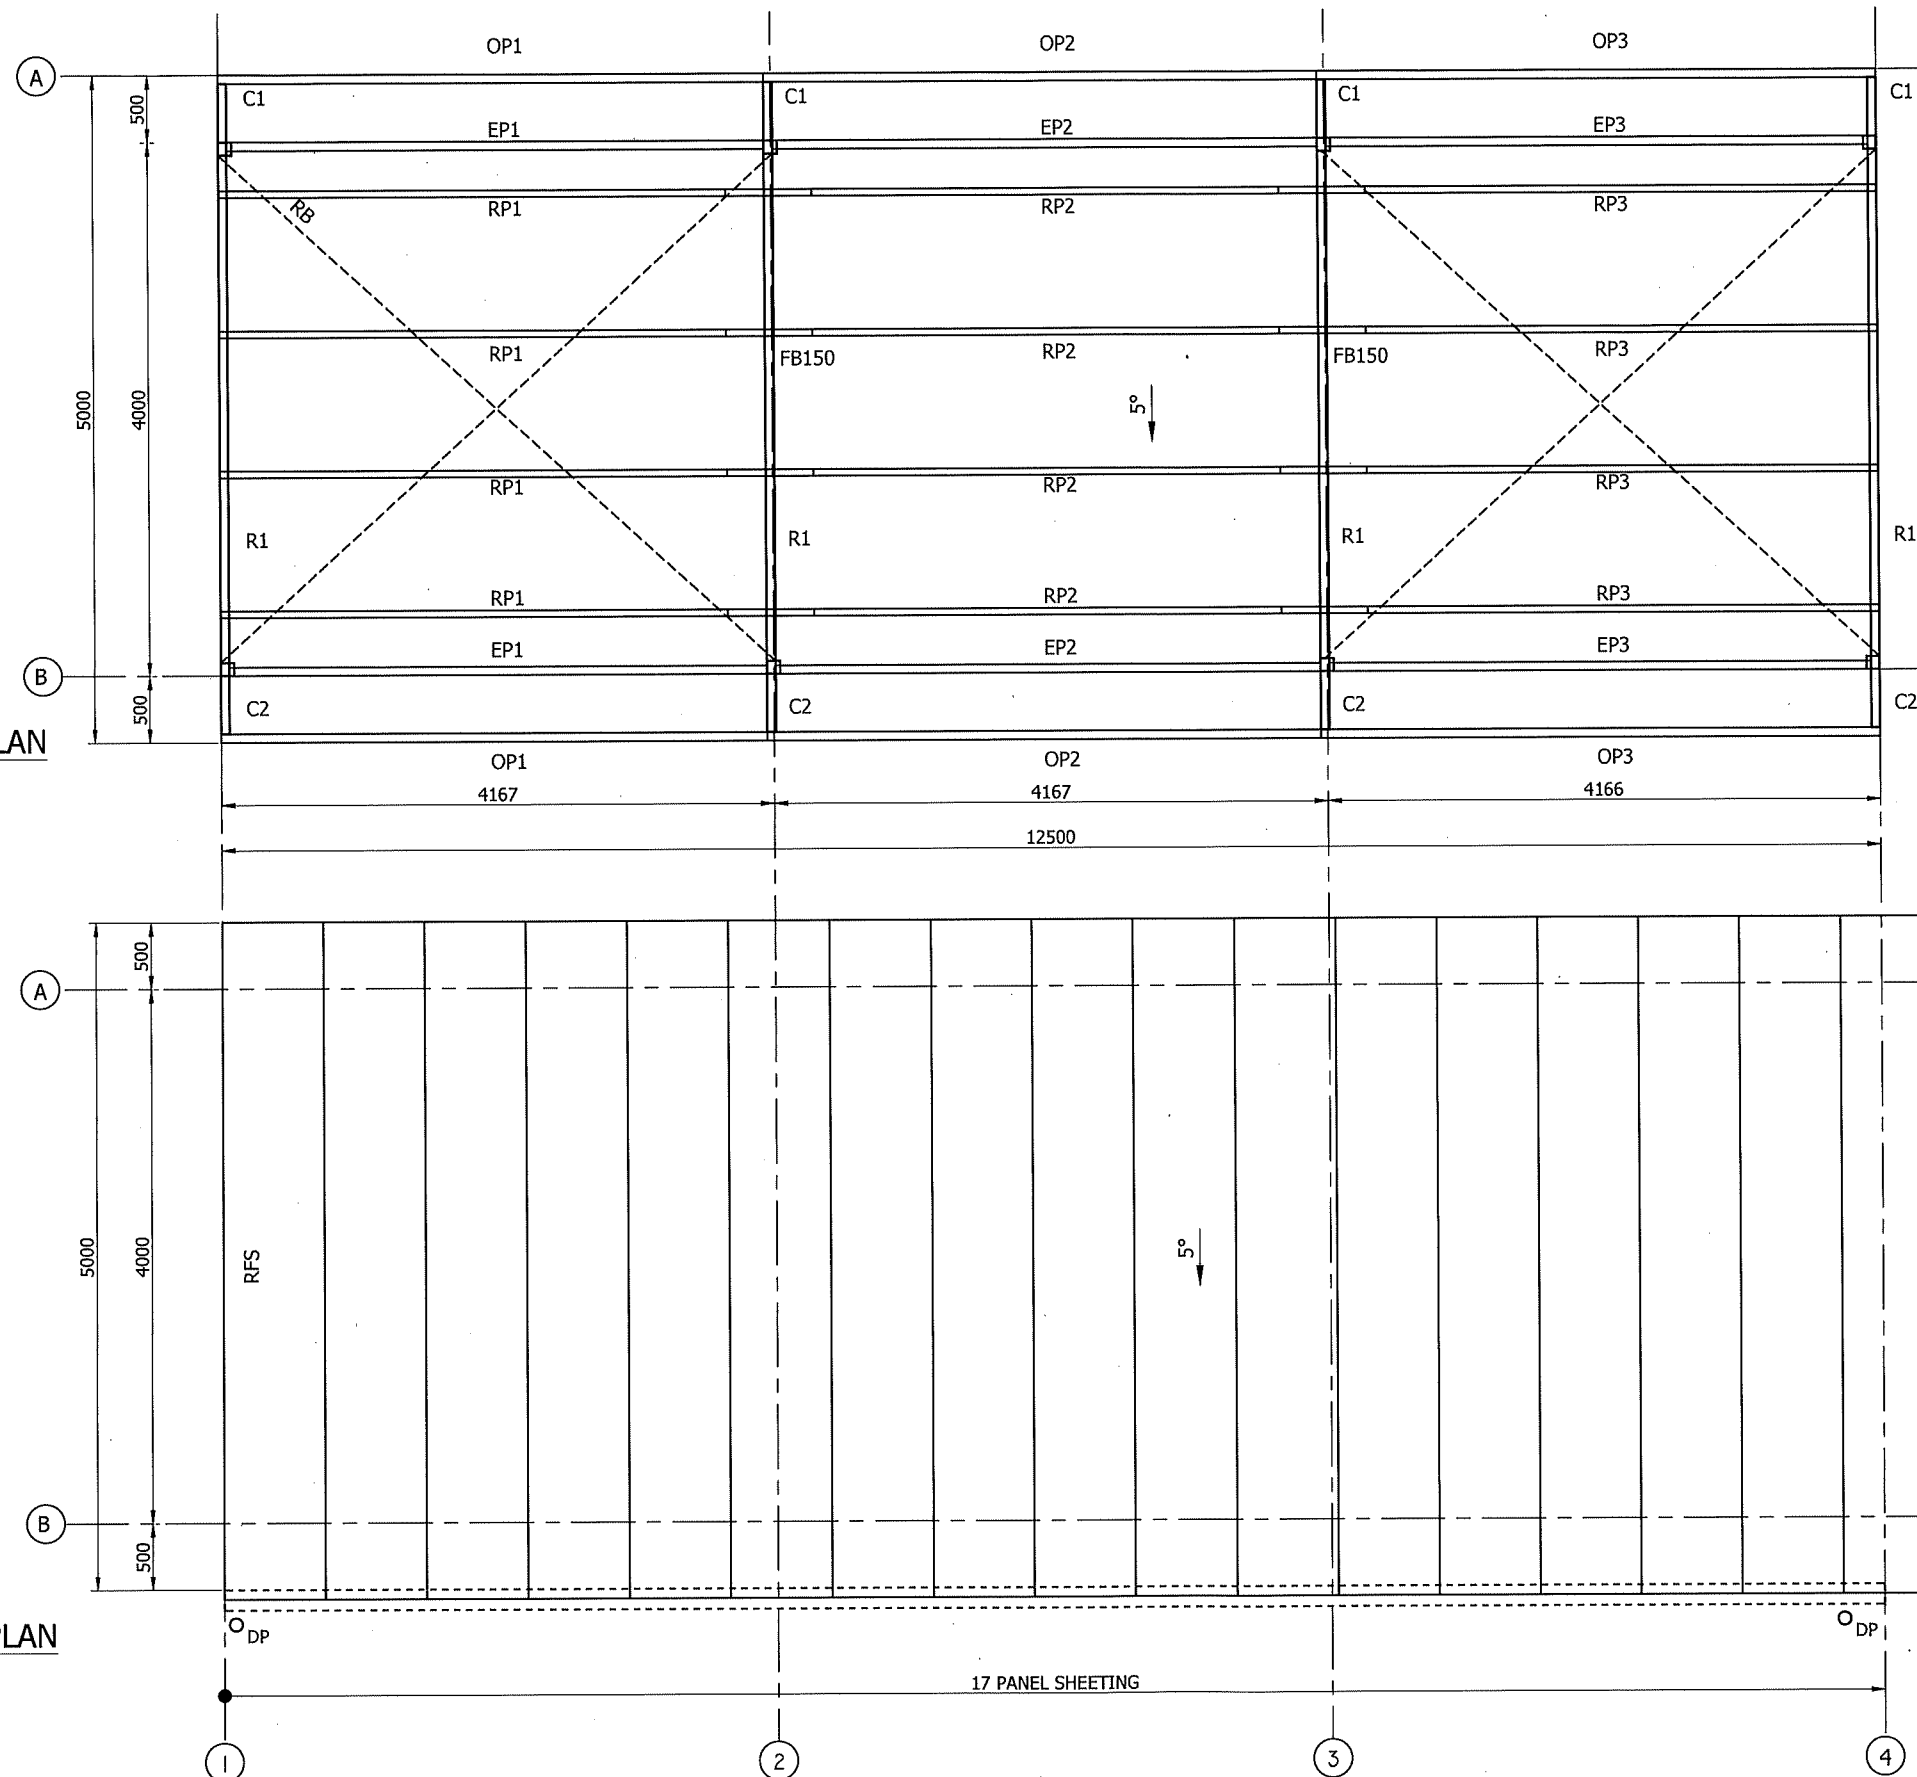 OP1 OP2 OP3
A
C1 C1 C1 C1
500
EP1 EP2 EP3
RB
RP1 RP2 RP3
RP1 FB150 RP2 FB150 RP3
5000
4000
5°
RP1 RP2 RP3
R1 R1 R1 R1
RP1 RP2 RP3
EP1 EP2 EP3
B
500
C2 C2 C2 C2
LAN
OP1 OP2 OP3
4167 4167 4166
12500
500
A
5000
4000
RFS
5°
B
500
DP DP
PLAN
17 PANEL SHEETING
1 2 3 4